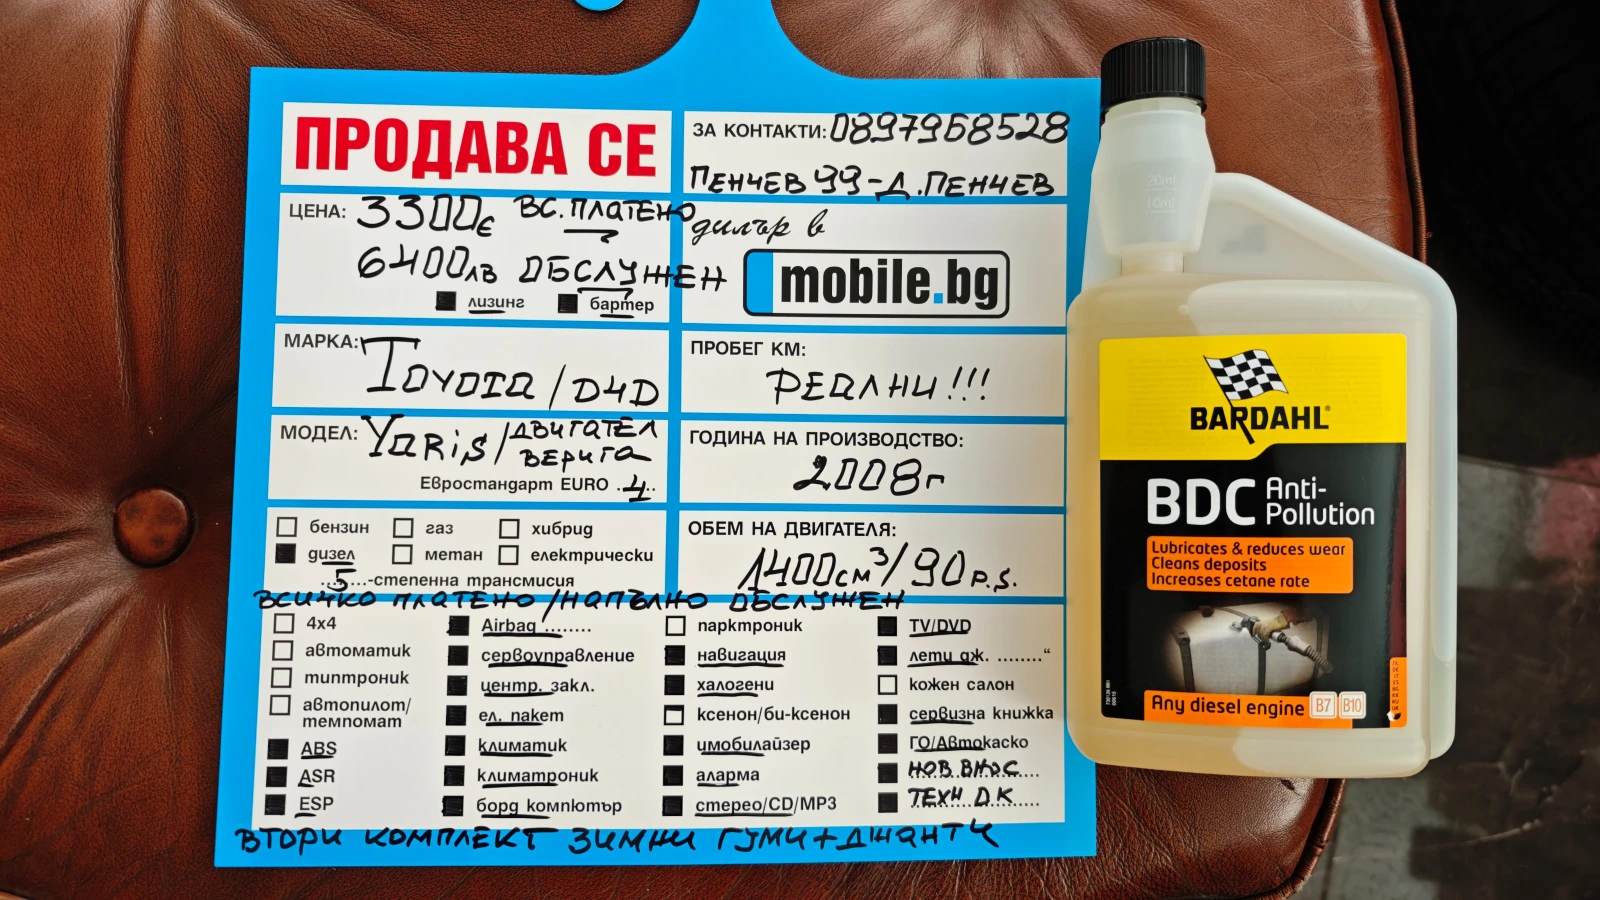 ПРОДАВА СЕ
ЗА КОНТАКТИ: 0897968528
ПЕНЧЕВ 99-Д.ПЕНЧЕВ
ЦЕНА: 3300€ ВС. ПЛАТЕНО
6400лв ОБСЛУЖЕН
лизинг бартер
дилър в
mobile.bg
МАРКА: TOYOTA/D4D
ПРОБЕГ КМ:
РЕАЛНИ!!!
МОДЕЛ: YARIS/ДВИГАТЕЛ
ВЕРИГА
Евростандарт EURO .4..
ГОДИНА НА ПРОИЗВОДСТВО:
2008г
бензин газ хибрид
дизел метан електрически
...5...-степенна трансмисия
ОБЕМ НА ДВИГАТЕЛЯ:
1400см³/90P.S.
ВСИЧКО ПЛАТЕНО/НАПЪЛНО ОБСЛУЖЕН
4x4 Airbag ........ парктроник TV/DVD
автоматик сервоуправление навигация лети дж. ........“
типтроник центр. закл. халогени кожен салон
автопилот/ ел. пакет ксенон/би-ксенон сервизна книжка
темпомат
ABS климатик имобилайзер ГО/Автокаско
ASR климатроник аларма НОВ ВНОС
ESP борд компютър стерео/CD/MP3 ТЕХН Д.К
ВТОРИ КОМПЛЕКТ ЗИМНИ ГУМИ+ДЖАНТИ
20ml
10ml
BARDAHL®
BDC Anti-
Pollution
Lubricates & reduces wear
Cleans deposits
Increases cetane rate
Any diesel engine B7 B10